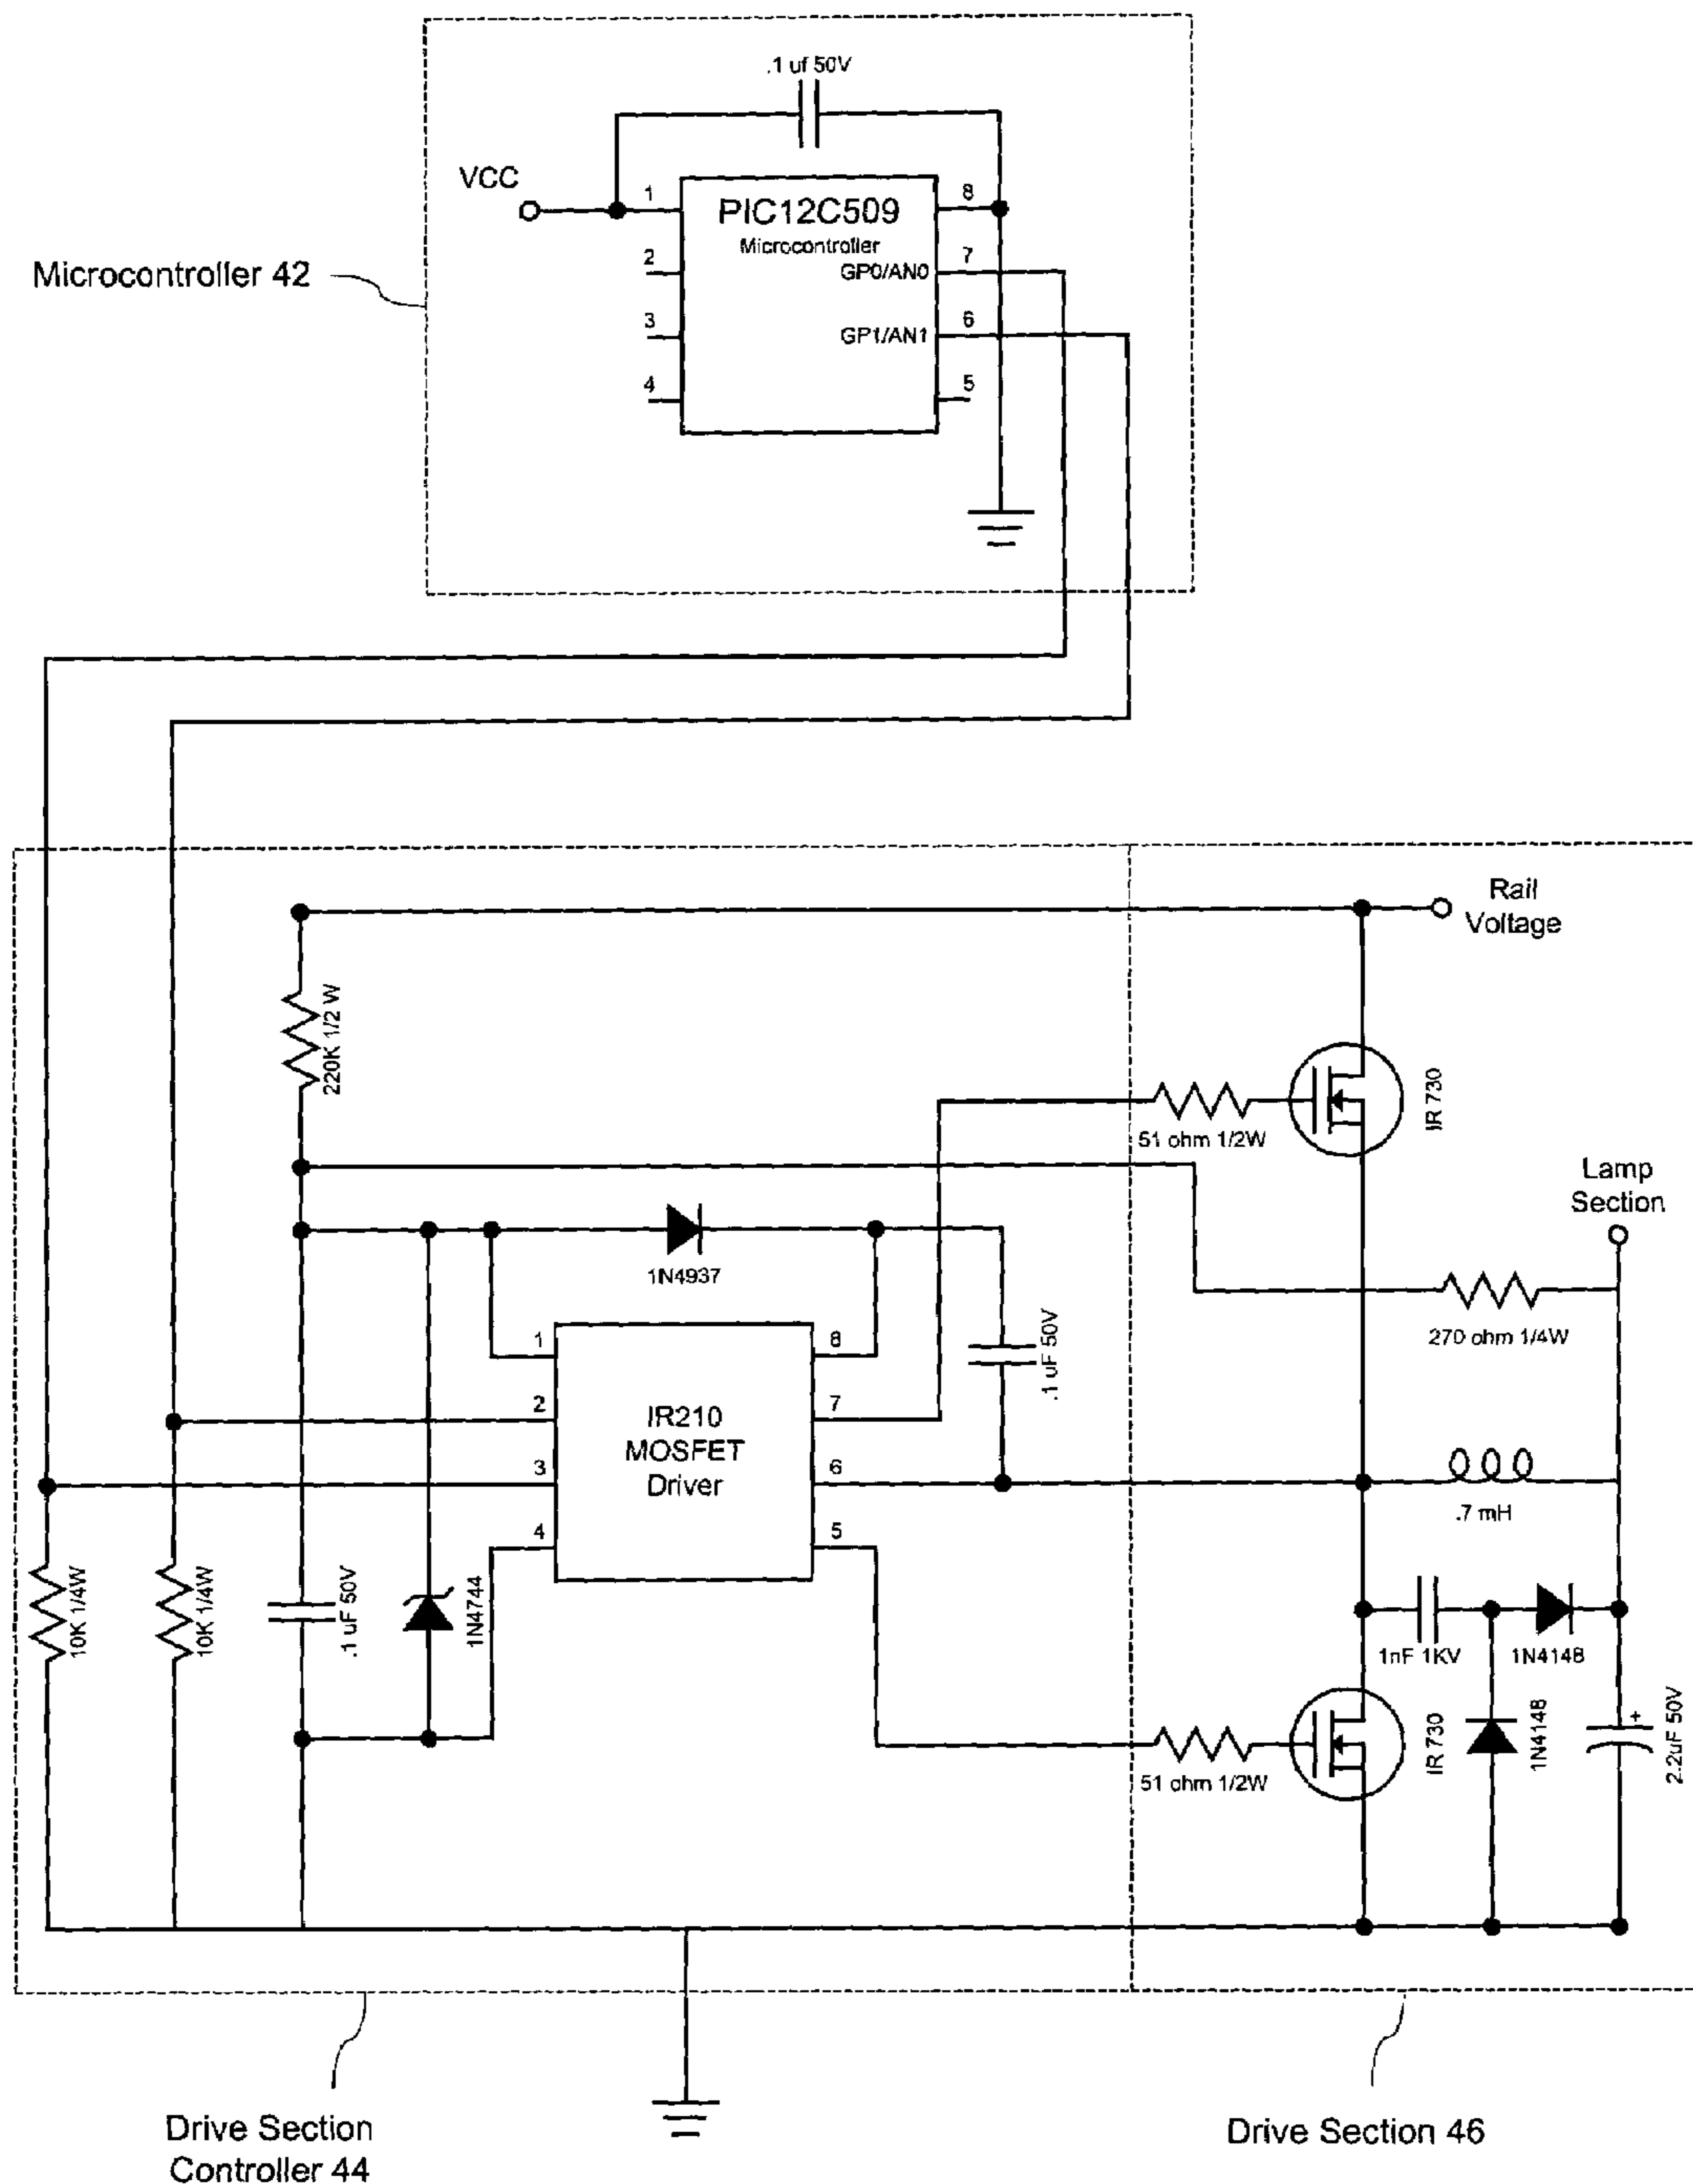 .1 uf 50V
VCC
1
8
PIC12C509
Microcontroller
2
GP0/AN0
7
3
GP1/AN1
6
4
5
Microcontroller 42
Rail
Voltage
220K 1/2 W
51 ohm 1/2W
IR 730
Lamp
Section
1N4937
270 ohm 1/4W
1
8
.1 uF 50V
2
7
IR210
MOSFET
Driver
3
6
4
5
.7 mH
10K 1/4W
10K 1/4W
.1 uF 50V
1N4744
1nF 1KV
1N4148
51 ohm 1/2W
IR 730
1N4148
+
2.2uF 50V
Drive Section
Controller 44
Drive Section 46